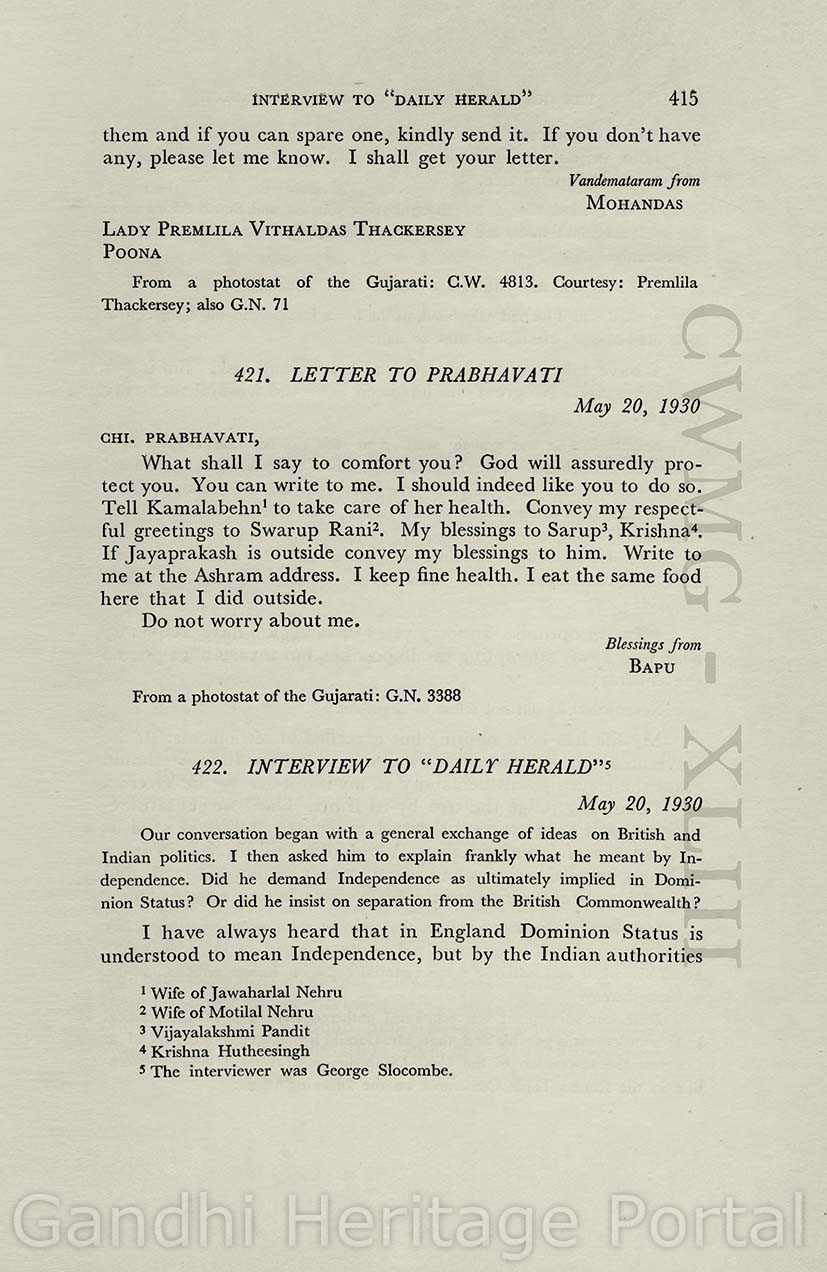 INTERVIEW TO “DAILY HERALD” 415
them and if you can spare one, kindly send it. If you don't have
any, please let me know. I shall get your letter.
Vandemataram from
MOHANDAS
LADY PREMLILA VITHALDAS THACKERSEY
POONA
From a photostat of the Gujarati: C.W. 4813. Courtesy: Premlila
Thackersey; also G.N. 71
421. LETTER TO PRABHAVATI
May 20, 1930
CHI. PRABHAVATI,
What shall I say to comfort you? God will assuredly pro-
tect you. You can write to me. I should indeed like you to do so.
Tell Kamalabehn¹ to take care of her health. Convey my respect-
ful greetings to Swarup Rani². My blessings to Sarup³, Krishna⁴.
If Jayaprakash is outside convey my blessings to him. Write to
me at the Ashram address. I keep fine health. I eat the same food
here that I did outside.
Do not worry about me.
Blessings from
BAPU
From a photostat of the Gujarati: G.N. 3388
422. INTERVIEW TO “DAILY HERALD”⁵
May 20, 1930
Our conversation began with a general exchange of ideas on British and
Indian politics. I then asked him to explain frankly what he meant by In-
dependence. Did he demand Independence as ultimately implied in Domi-
nion Status? Or did he insist on separation from the British Commonwealth?
I have always heard that in England Dominion Status is
understood to mean Independence, but by the Indian authorities
¹ Wife of Jawaharlal Nehru
² Wife of Motilal Nehru
³ Vijayalakshmi Pandit
⁴ Krishna Hutheesingh
⁵ The interviewer was George Slocombe.
CWMG - XLIII
Gandhi Heritage Portal